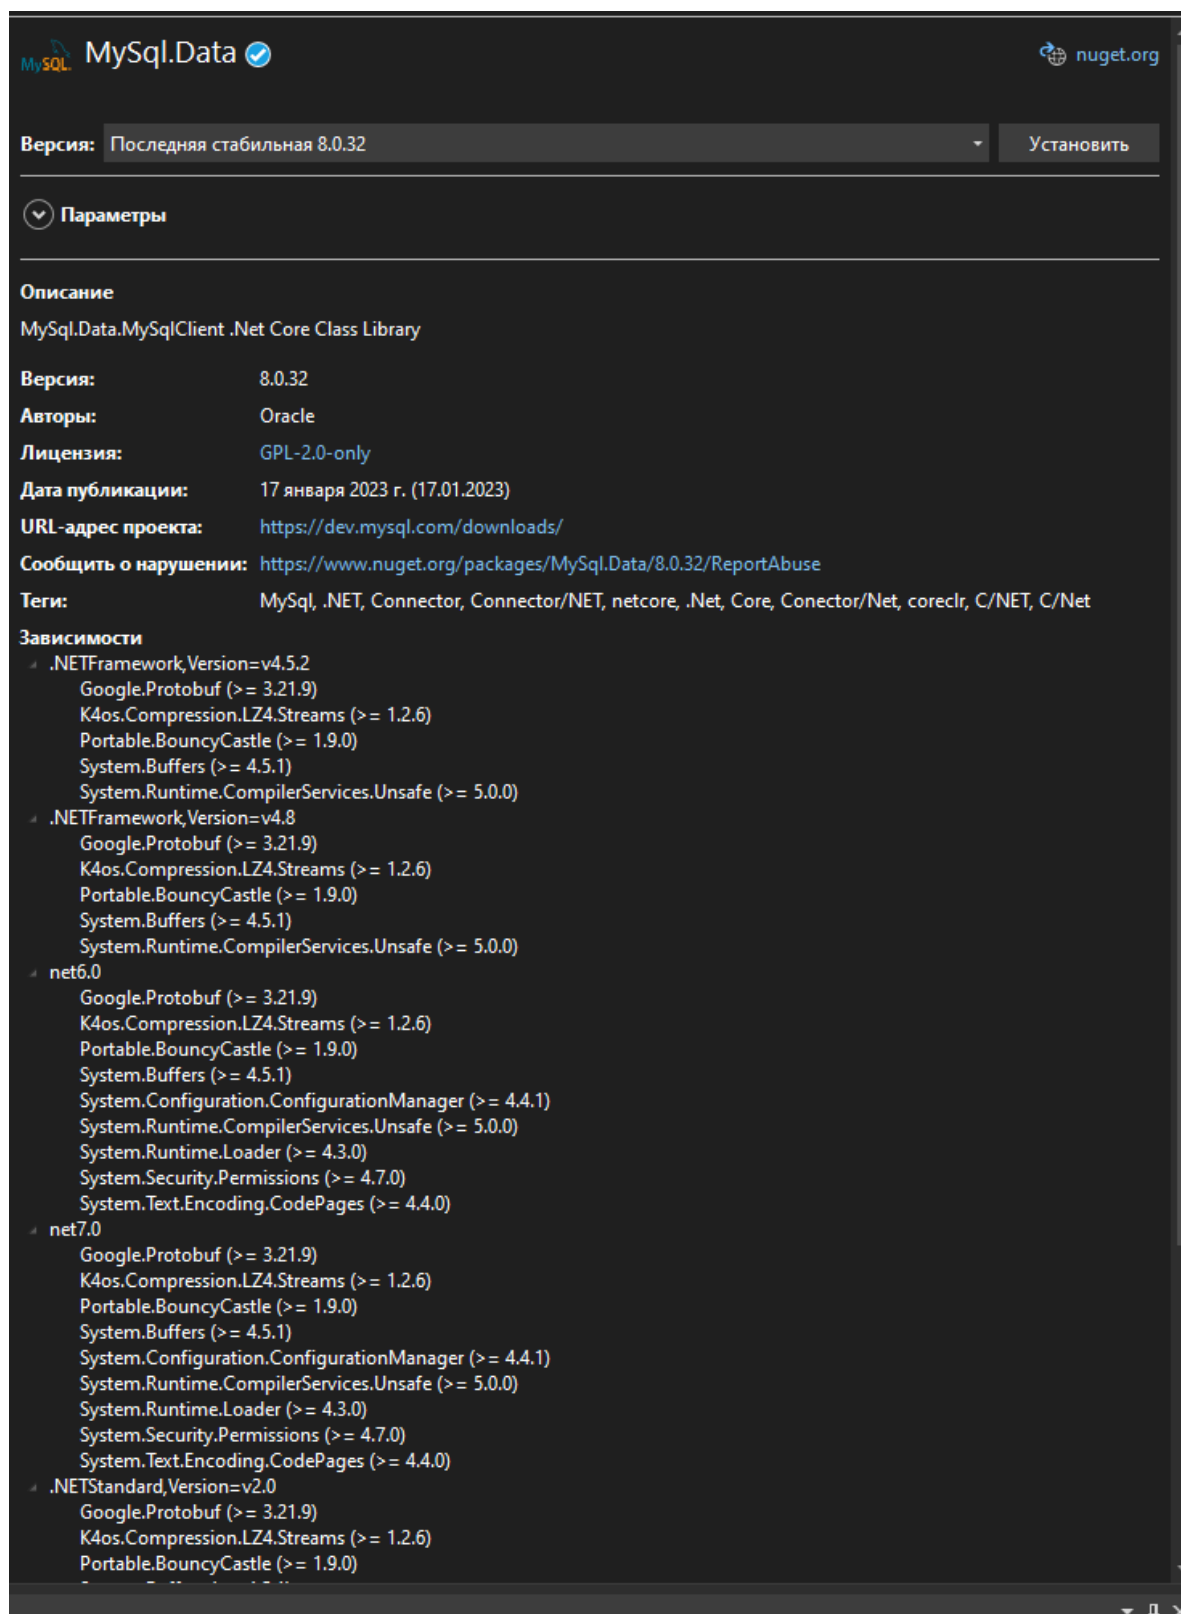 MySQL.
MySql.Data
nuget.org
Версия: Последняя стабильная 8.0.32 Установить
Параметры
Описание
MySql.Data.MySqlClient .Net Core Class Library
Версия: 8.0.32
Авторы: Oracle
Лицензия: GPL-2.0-only
Дата публикации: 17 января 2023 г. (17.01.2023)
URL-адрес проекта: https://dev.mysql.com/downloads/
Сообщить о нарушении: https://www.nuget.org/packages/MySql.Data/8.0.32/ReportAbuse
Теги: MySql, .NET, Connector, Connector/NET, netcore, .Net, Core, Conector/Net, coreclr, C/NET, C/Net
Зависимости
.NETFramework,Version=v4.5.2
Google.Protobuf (>= 3.21.9)
K4os.Compression.LZ4.Streams (>= 1.2.6)
Portable.BouncyCastle (>= 1.9.0)
System.Buffers (>= 4.5.1)
System.Runtime.CompilerServices.Unsafe (>= 5.0.0)
.NETFramework,Version=v4.8
Google.Protobuf (>= 3.21.9)
K4os.Compression.LZ4.Streams (>= 1.2.6)
Portable.BouncyCastle (>= 1.9.0)
System.Buffers (>= 4.5.1)
System.Runtime.CompilerServices.Unsafe (>= 5.0.0)
net6.0
Google.Protobuf (>= 3.21.9)
K4os.Compression.LZ4.Streams (>= 1.2.6)
Portable.BouncyCastle (>= 1.9.0)
System.Buffers (>= 4.5.1)
System.Configuration.ConfigurationManager (>= 4.4.1)
System.Runtime.CompilerServices.Unsafe (>= 5.0.0)
System.Runtime.Loader (>= 4.3.0)
System.Security.Permissions (>= 4.7.0)
System.Text.Encoding.CodePages (>= 4.4.0)
net7.0
Google.Protobuf (>= 3.21.9)
K4os.Compression.LZ4.Streams (>= 1.2.6)
Portable.BouncyCastle (>= 1.9.0)
System.Buffers (>= 4.5.1)
System.Configuration.ConfigurationManager (>= 4.4.1)
System.Runtime.CompilerServices.Unsafe (>= 5.0.0)
System.Runtime.Loader (>= 4.3.0)
System.Security.Permissions (>= 4.7.0)
System.Text.Encoding.CodePages (>= 4.4.0)
.NETStandard,Version=v2.0
Google.Protobuf (>= 3.21.9)
K4os.Compression.LZ4.Streams (>= 1.2.6)
Portable.BouncyCastle (>= 1.9.0)